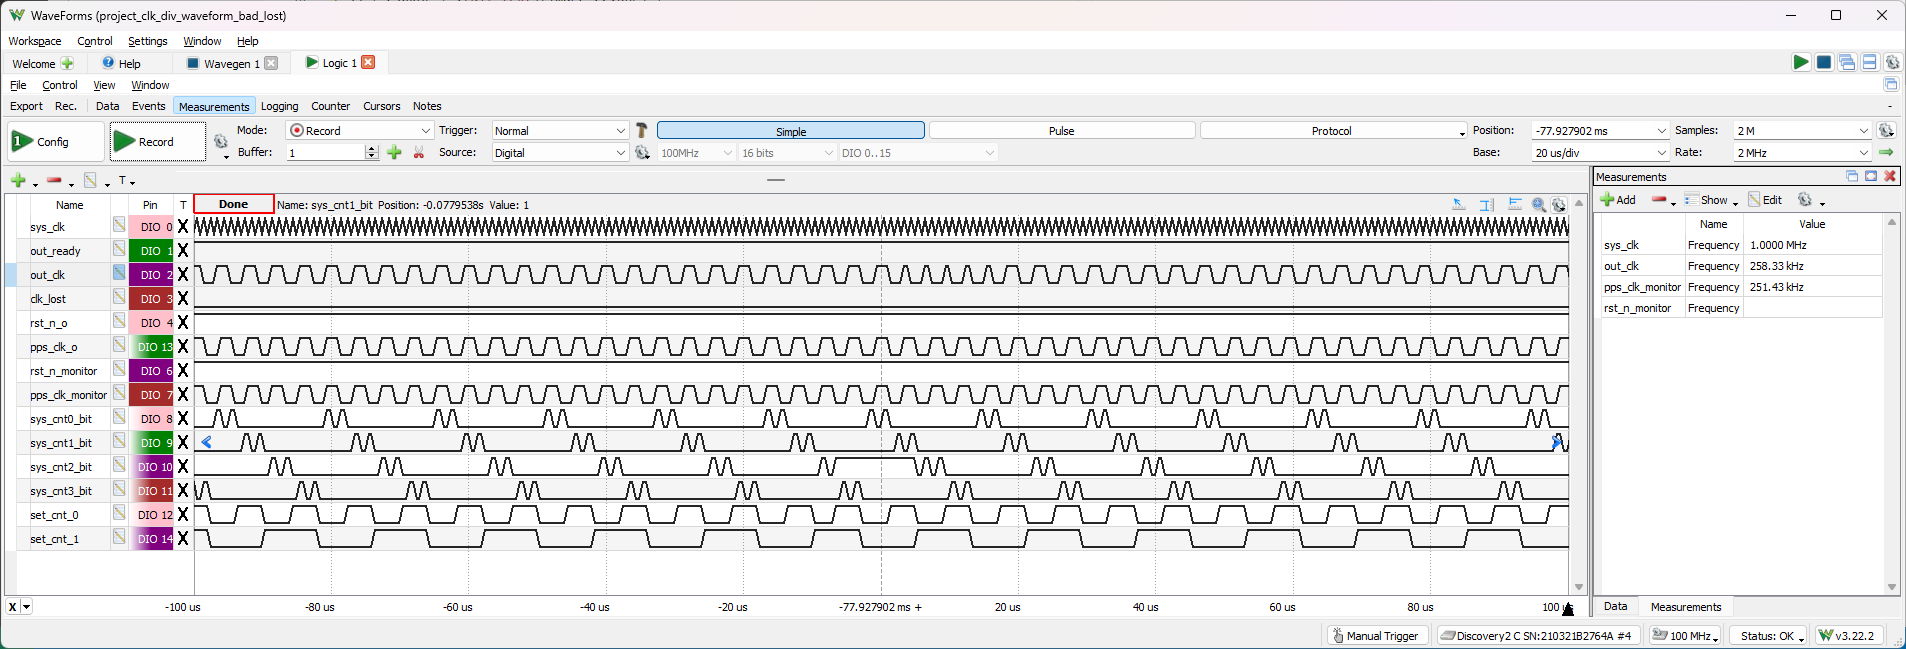 WaveForms (project_clk_div_waveform_bad_lost)
Workspace Control Settings Window Help
Welcome Help Wavegen 1 Logic 1
File Control View Window
Export Rec. Data Events Measurements Logging Counter Cursors Notes
Config Record Mode: Record Trigger: Normal Simple Pulse Protocol Position: -77.927902 ms Samples: 2 M
Buffer: 1 Source: Digital 100MHz 16 bits DIO 0..15 Base: 20 us/div Rate: 2 MHz
T
Measurements
Add Show Edit
Name Pin T Done Name: sys_cnt1_bit Position: -0.0779538s Value: 1
sys_clk DIO 0 X
out_ready DIO 1 X
out_clk DIO 2 X
clk_lost DIO 3 X
rst_n_o DIO 4 X
pps_clk_o DIO 13 X
rst_n_monitor DIO 6 X
pps_clk_monitor DIO 7 X
sys_cnt0_bit DIO 8 X
sys_cnt1_bit DIO 9 X
sys_cnt2_bit DIO 10 X
sys_cnt3_bit DIO 11 X
set_cnt_0 DIO 12 X
set_cnt_1 DIO 14 X
Name Value
sys_clk Frequency 1.0000 MHz
out_clk Frequency 258.33 kHz
pps_clk_monitor Frequency 251.43 kHz
rst_n_monitor Frequency
X -100 us -80 us -60 us -40 us -20 us -77.927902 ms + 20 us 40 us 60 us 80 us 100 us
Data Measurements
Manual Trigger Discovery2 C SN:210321B2764A #4 100 MHz Status: OK v3.22.2